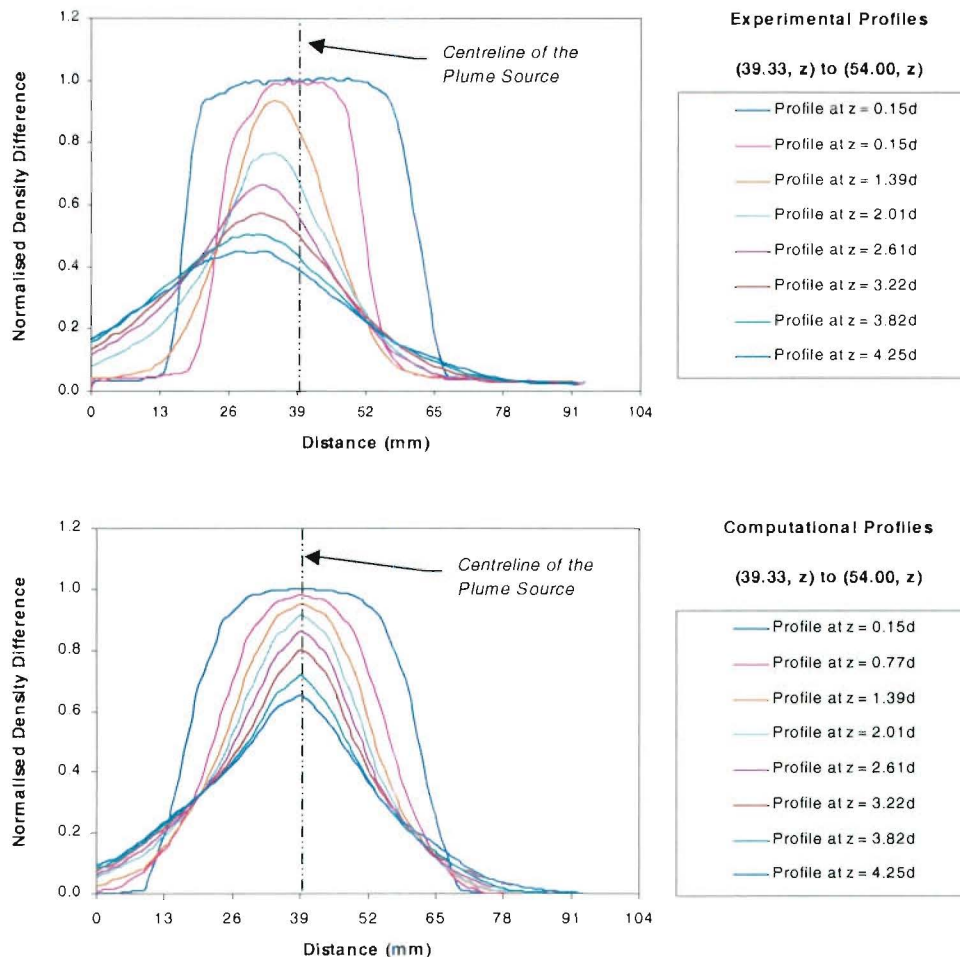 Normalised Density Difference
1.2
1.0
0.8
0.6
0.4
0.2
0.0
0 13 26 39 52 65 78 91 104
Distance (mm)
Centreline of the
Plume Source
Experimental Profiles
(39.33, z) to (54.00, z)
Profile at z = 0.15d
Profile at z = 0.15d
Profile at z = 1.39d
Profile at z = 2.01d
Profile at z = 2.61d
Profile at z = 3.22d
Profile at z = 3.82d
Profile at z = 4.25d
Normalised Density Difference
1.2
1.0
0.8
0.6
0.4
0.2
0.0
0 13 26 39 52 65 78 91 104
Distance (mm)
Centreline of the
Plume Source
Computational Profiles
(39.33, z) to (54.00, z)
Profile at z = 0.15d
Profile at z = 0.77d
Profile at z = 1.39d
Profile at z = 2.01d
Profile at z = 2.61d
Profile at z = 3.22d
Profile at z = 3.82d
Profile at z = 4.25d